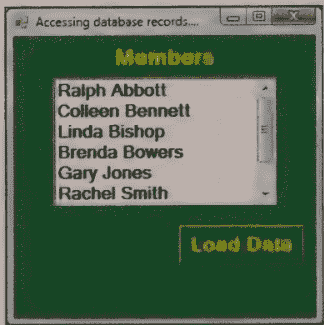 Accessing database records....
Members
Ralph Abbott
Colleen Bennett
Linda Bishop
Brenda Bowers
Gary Jones
Rachel Smith
Load Data